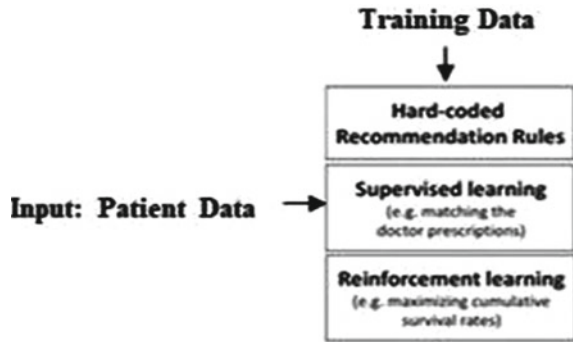 Training Data
Hard-coded
Recommendation Rules
Input: Patient Data
Supervised learning
(e.g. matching the
doctor prescriptions)
Reinforcement learning
(e.g. maximizing cumulative
survival rates)